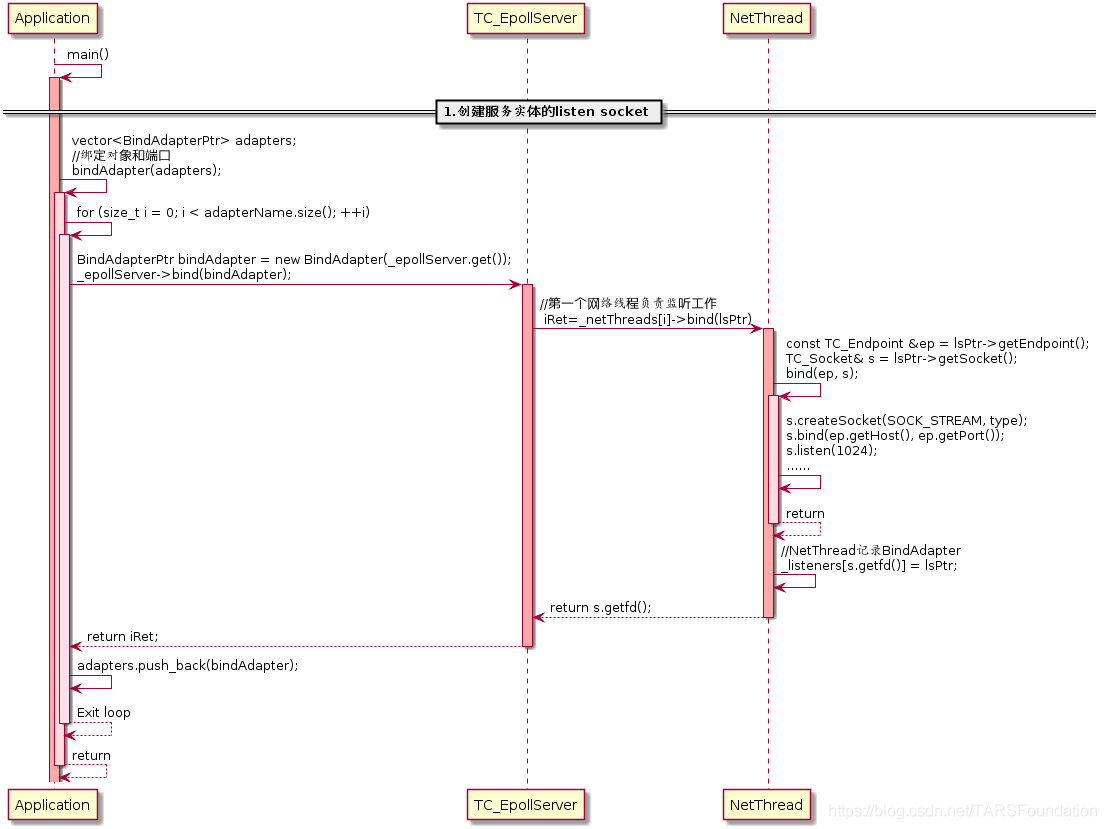 Application
TC_EpollServer
NetThread
main()
1.创建服务实体的listen socket
vector<BindAdapterPtr> adapters;
//绑定对象和端口
bindAdapter(adapters);
for (size_t i = 0; i < adapterName.size(); ++i)
BindAdapterPtr bindAdapter = new BindAdapter(_epollServer.get());
_epollServer->bind(bindAdapter);
//第一个网络线程负责监听工作
iRet=_netThreads[i]->bind(lsPtr)
const TC_Endpoint &ep = lsPtr->getEndpoint();
TC_Socket& s = lsPtr->getSocket();
bind(ep, s);
s.createSocket(SOCK_STREAM, type);
s.bind(ep.getHost(), ep.getPort());
s.listen(1024);
......
return
//NetThread记录BindAdapter
_listeners[s.getfd()] = lsPtr;
return s.getfd();
return iRet;
adapters.push_back(bindAdapter);
Exit loop
return
Application
TC_EpollServer
NetThread
https://blog.csdn.net/TARSFoundation